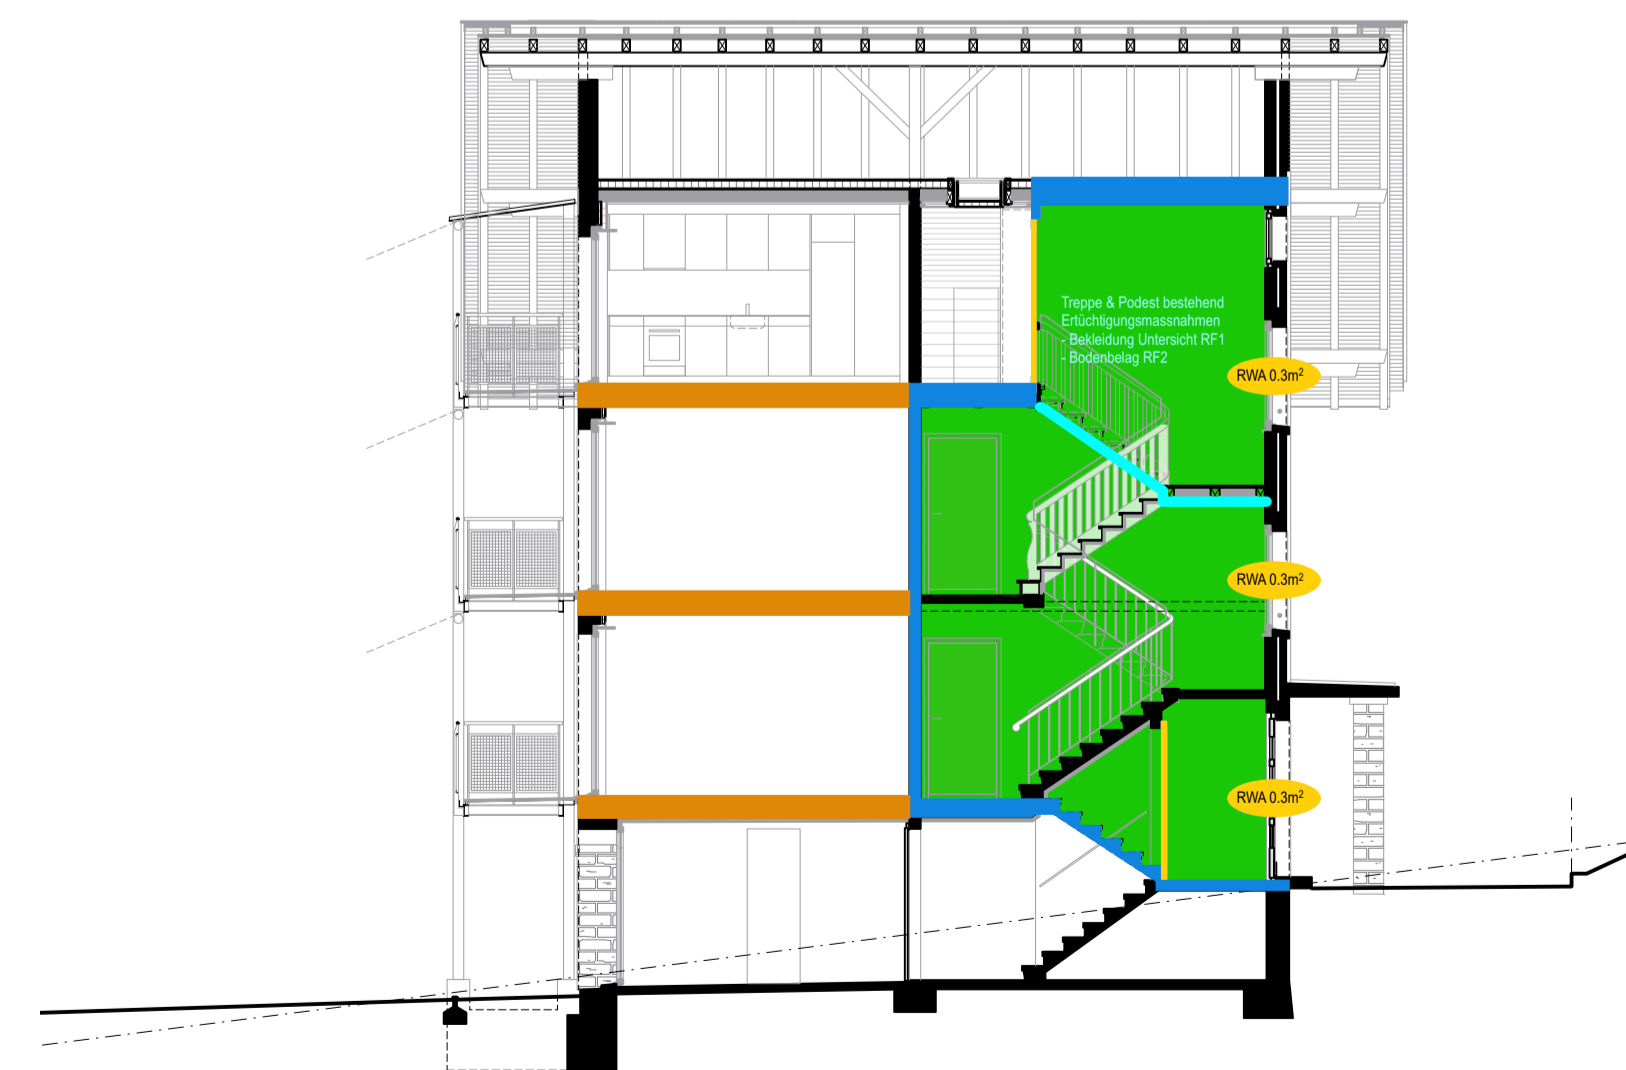 Treppe & Podest bestehend
Ertüchtigungsmassnahmen
- Bekleidung Untersicht RF1
- Bodenbelag RF2
RWA 0.3m²
RWA 0.3m²
RWA 0.3m²